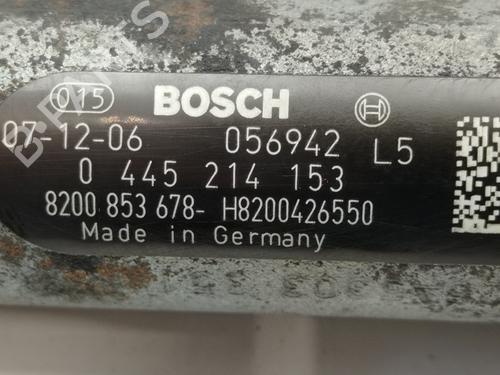 015 BOSCH
07-12-06 056942 L5
0 445 214 153
8200 853 678- H8200426550
Made in Germany